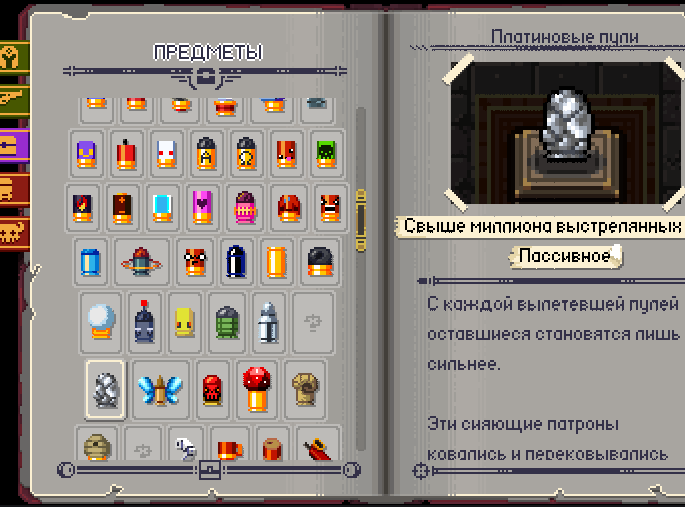 ПРЕДМЕТЫ
Платиновые пули
Свыше миллиона выстрелянных
Пассивное
С каждой вылетевшей пулей
оставшиеся становятся лишь
сильнее.
Эти сияющие патроны
ковались и перековывались